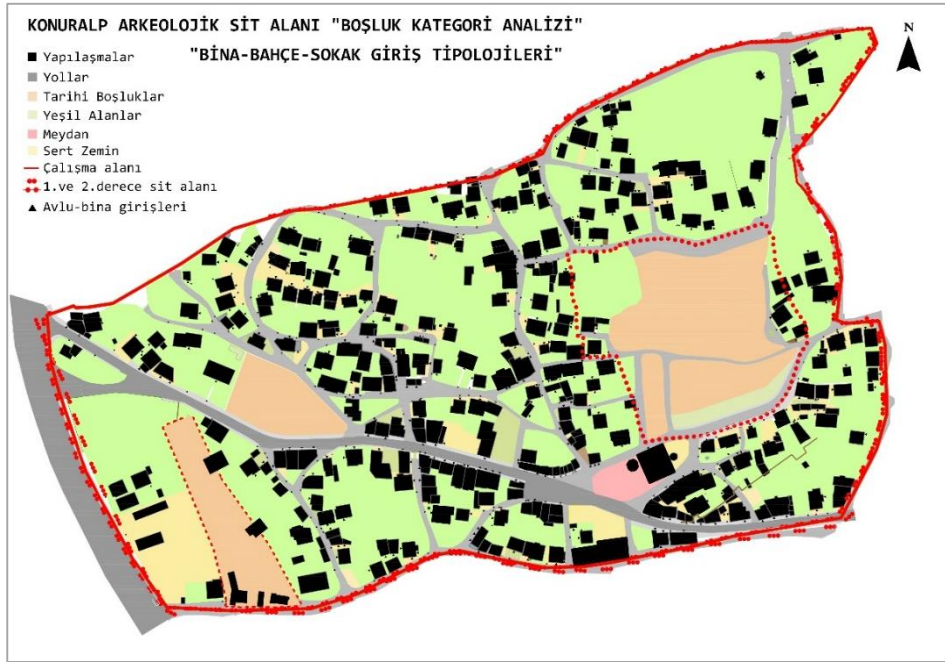 KONURALP ARKEOLOJİK SİT ALANI "BOŞLUK KATEGORİ ANALİZİ"
"BİNA-BAHÇE-SOKAK GİRİŞ TİPOLOJİLERİ"
N
Yapılaşmalar
Yollar
Tarihi Boşluklar
Yeşil Alanlar
Meydan
Sert Zemin
Çalışma alanı
1.ve 2.derece sit alanı
Avlu-bina girişleri